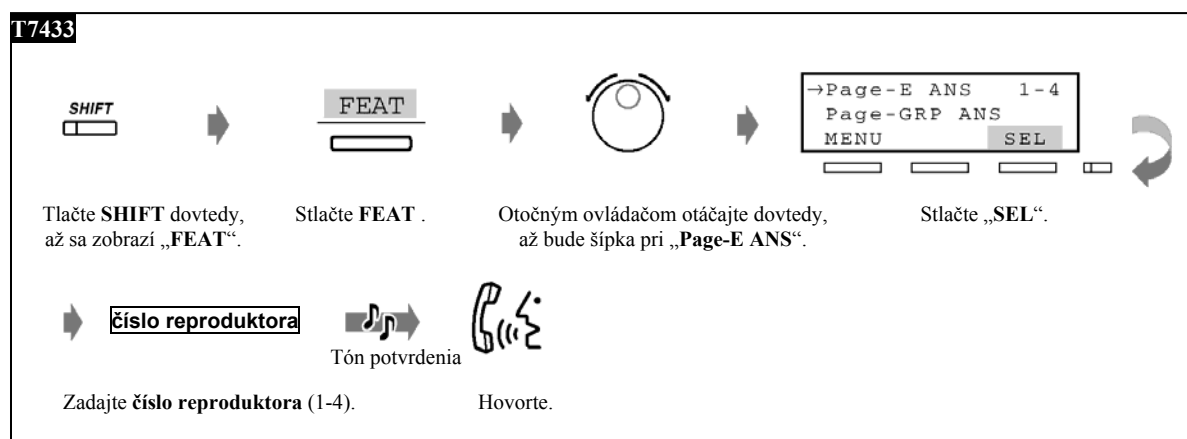 T7433
SHIFT
FEAT
→Page-E ANS 1-4
Page-GRP ANS
MENU SEL
Tlačte SHIFT dovtedy,
až sa zobrazí „FEAT“.
Stlačte FEAT .
Otočným ovládačom otáčajte dovtedy,
až bude šípka pri „Page-E ANS“.
Stlačte „SEL“.
číslo reproduktora
Tón potvrdenia
Zadajte číslo reproduktora (1-4).
Hovorte.